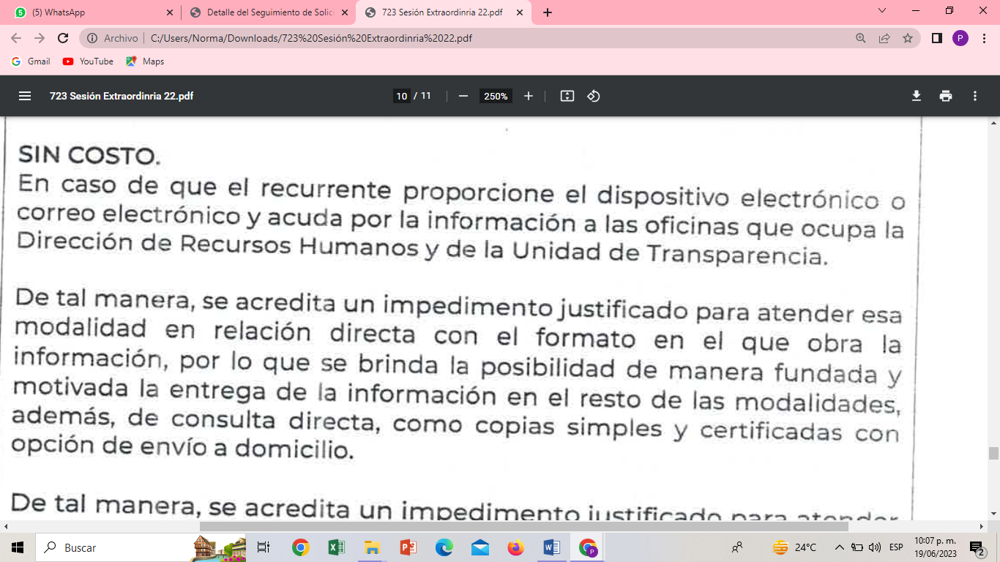 (5) WhatsApp
Detalle del Seguimiento de Solici
723 Sesión Extraordinria 22.pdf
Archivo
C:/Users/Norma/Downloads/723%20Sesión%20Extraordinria%2022.pdf
P
Gmail
YouTube
Maps
723 Sesión Extraordinria 22.pdf
10 / 11
250%
SIN COSTO.
En caso de que el recurrente proporcione el dispositivo electrónico o
correo electrónico y acuda por la información a las oficinas que ocupa la
Dirección de Recursos Humanos y de la Unidad de Transparencia.
De tal manera, se acredita un impedimento justificado para atender esa
modalidad en relación directa con el formato en el que obra la
información, por lo que se brinda la posibilidad de manera fundada y
motivada la entrega de la información en el resto de las modalidades,
además, de consulta directa, como copias simples y certificadas con
opción de envío a domicilio.
De tal manera, se acredita un impedimento justificado para atender
Buscar
24°C
ESP
10:07 p. m.
19/06/2023
2